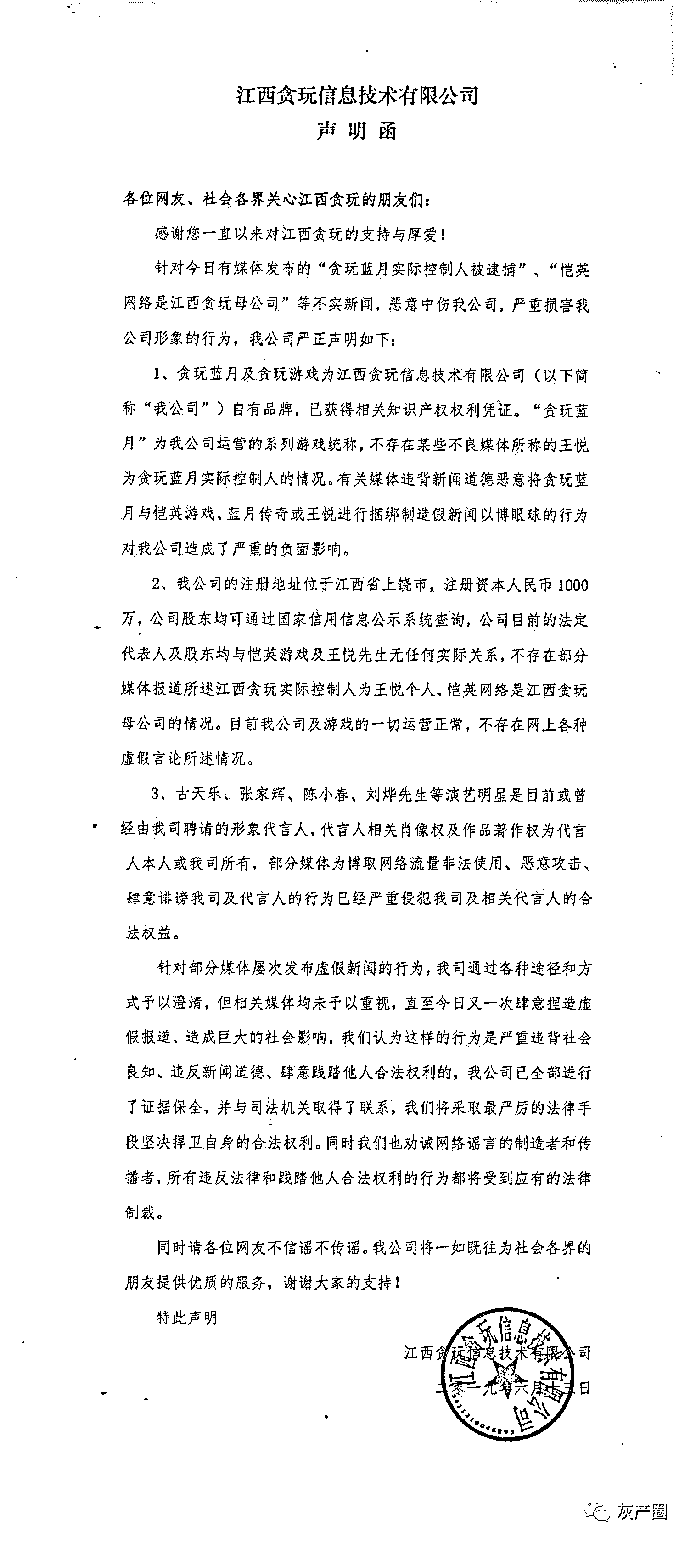 江西贪玩信息技术有限公司
声 明 函
各位网友、社会各界关心江西贪玩的朋友们：
感谢您一直以来对江西贪玩的支持与厚爱！
针对今日有媒体发布的“贪玩蓝月实际控制人被逮捕”、“恺英
网络是江西贪玩母公司”等不实新闻，恶意中伤我公司，严重损害我
公司形象的行为，我公司严正声明如下：
1、贪玩蓝月及贪玩游戏为江西贪玩信息技术有限公司（以下简
称“我公司”）自有品牌，已获得相关知识产权权利凭证。“贪玩蓝
月”为我公司运营的系列游戏统称，不存在某些不良媒体所称的王悦
为贪玩蓝月实际控制人的情况。有关媒体违背新闻道德恶意将贪玩蓝
月与恺英游戏、蓝月传奇或王悦进行捆绑制造假新闻以博眼球的行为
对我公司造成了严重的负面影响。
2、我公司的注册地址位于江西省上饶市，注册资本人民币1000
万，公司股东均可通过国家信用信息公示系统查询，公司目前的法定
代表人及股东均与恺英游戏及王悦先生无任何实际关系，不存在部分
媒体报道所述江西贪玩实际控制人为王悦个人、恺英网络是江西贪玩
母公司的情况。目前我公司及游戏的一切运营正常，不存在网上各种
虚假言论所述情况。
3、古天乐、张家辉、陈小春、刘烨先生等演艺明星是目前或曾
经由我司聘请的形象代言人，代言人相关肖像权及作品著作权为代言
人本人或我司所有，部分媒体为博取网络流量非法使用、恶意攻击、
肆意诽谤我司及代言人的行为已经严重侵犯我司及相关代言人的合
法权益。
针对部分媒体屡次发布虚假新闻的行为，我司通过各种途径和方
式予以澄清，但相关媒体均未予以重视，直至今日又一次肆意捏造虚
假报道、造成巨大的社会影响，我们认为这样的行为是严重违背社会
良知、违反新闻道德、肆意践踏他人合法权利的，我公司已全部进行
了证据保全，并与司法机关取得了联系，我们将采取最严厉的法律手
段坚决捍卫自身的合法权利。同时我们也劝诫网络谣言的制造者和传
播者，所有违反法律和践踏他人合法权利的行为都将受到应有的法律
制裁。
同时请各位网友不信谣不传谣。我公司将一如既往为社会各界的
朋友提供优质的服务，谢谢大家的支持！
特此声明
江西贪玩信息技术有限公司
二 一九年六月 日
江西贪玩信息技术有限公司
灰产圈